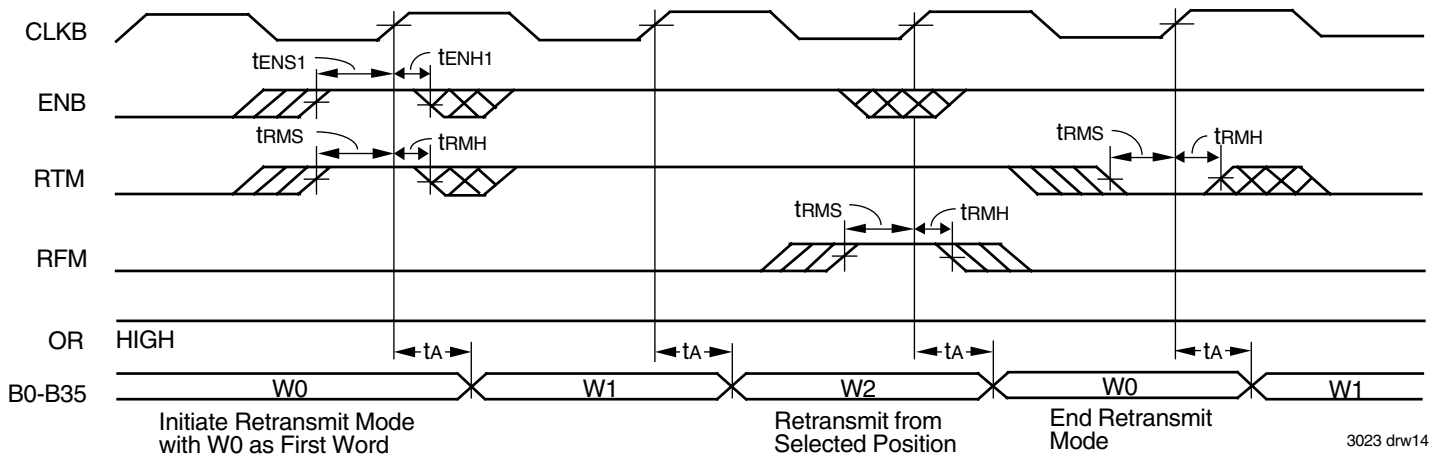 CLKB
tENS1 tENH1
ENB
tRMS tRMH tRMS tRMH
RTM
tRMS tRMH
RFM
OR HIGH
tA tA tA tA
B0-B35 W0 W1 W2 W0 W1
Initiate Retransmit Mode
with W0 as First Word
Retransmit from
Selected Position
End Retransmit
Mode
3023 drw14